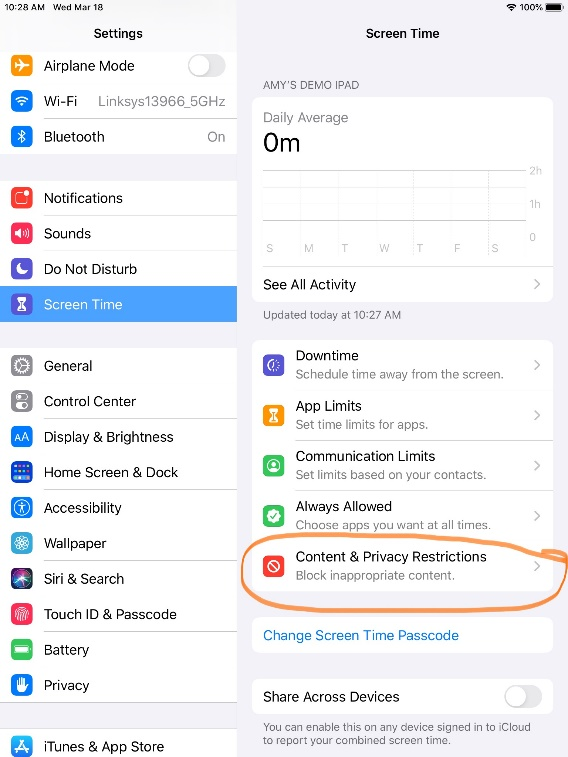 10:28 AM Wed Mar 18
100%
Settings
Airplane Mode
Wi-Fi Linksys13966_5GHz
Bluetooth On
Notifications
Sounds
Do Not Disturb
Screen Time
General
Control Center
AA Display & Brightness
Home Screen & Dock
Accessibility
Wallpaper
Siri & Search
Touch ID & Passcode
Battery
Privacy
iTunes & App Store
Screen Time
AMY'S DEMO IPAD
Daily Average
0m
2h
1h
0
S M T W T F S
See All Activity
Updated today at 10:27 AM
Downtime
Schedule time away from the screen.
App Limits
Set time limits for apps.
Communication Limits
Set limits based on your contacts.
Always Allowed
Choose apps you want at all times.
Content & Privacy Restrictions
Block inappropriate content.
Change Screen Time Passcode
Share Across Devices
You can enable this on any device signed in to iCloud
to report your combined screen time.